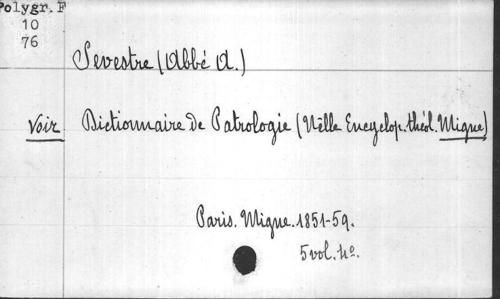 Polygr. F
10
76
Sevestre (Abbé A.)
Voir Dictionnaire de Patrologie (Nelle Encyclop. théol. Migne)
Paris. Migne. 1851-59.
5 vol. 4o.